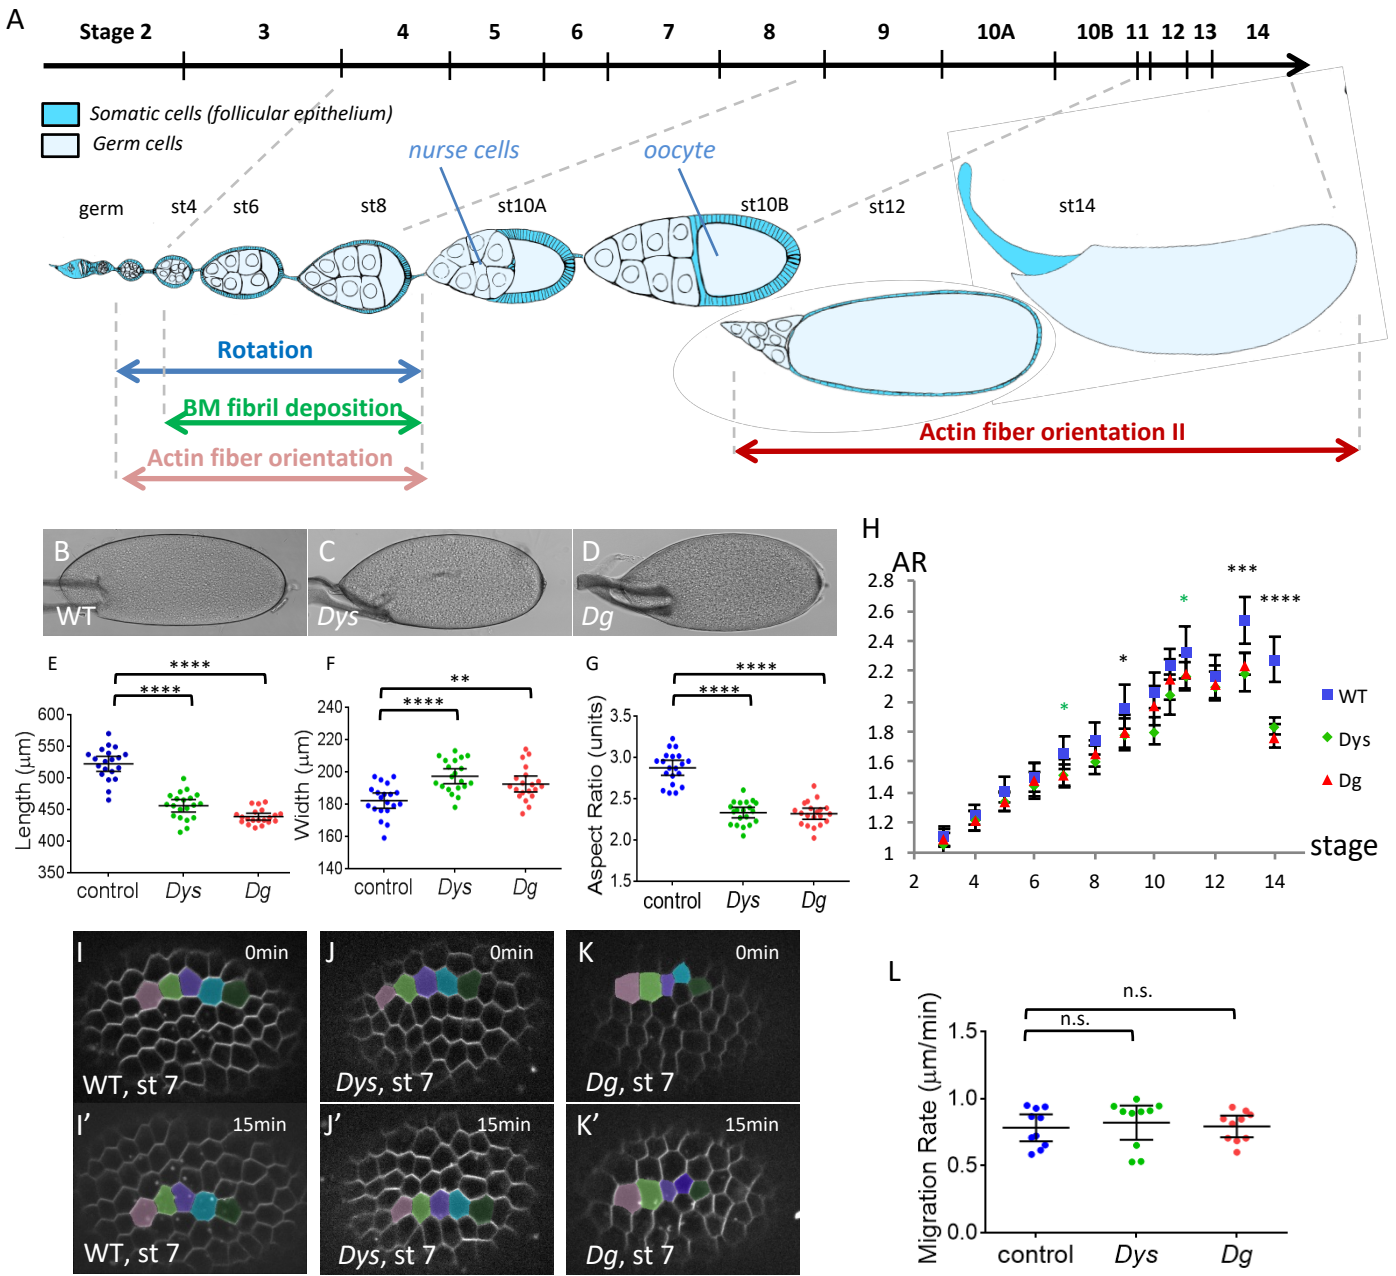 A
Stage 2 3 4 5 6 7 8 9 10A 10B 11 12 13 14
Somatic cells (follicular epithelium)
Germ cells
nurse cells oocyte
germ st4 st6 st8 st10A st10B st12 st14
Rotation
BM fibril deposition
Actin fiber orientation
Actin fiber orientation II
B
WT
C
Dys
D
Dg
E
****
****
Length (μm)
600
550
500
450
400
350
control Dys Dg
F
**
****
Width (μm)
220
200
180
160
140
control Dys Dg
G
****
****
Aspect Ratio (units)
3.5
3.0
2.5
2.0
1.5
control Dys Dg
H
AR
2.8
2.6
2.4
2.2
2
1.8
1.6
1.4
1.2
1
* * * *** ****
2 4 6 8 10 12 14
stage
WT
Dys
Dg
I
0min
WT, st 7
J
0min
Dys, st 7
K
0min
Dg, st 7
I’
15min
WT, st 7
J’
15min
Dys, st 7
K’
15min
Dg, st 7
L
n.s.
n.s.
Migration Rate (μm/min)
1.5
1.0
0.5
0.0
control Dys Dg